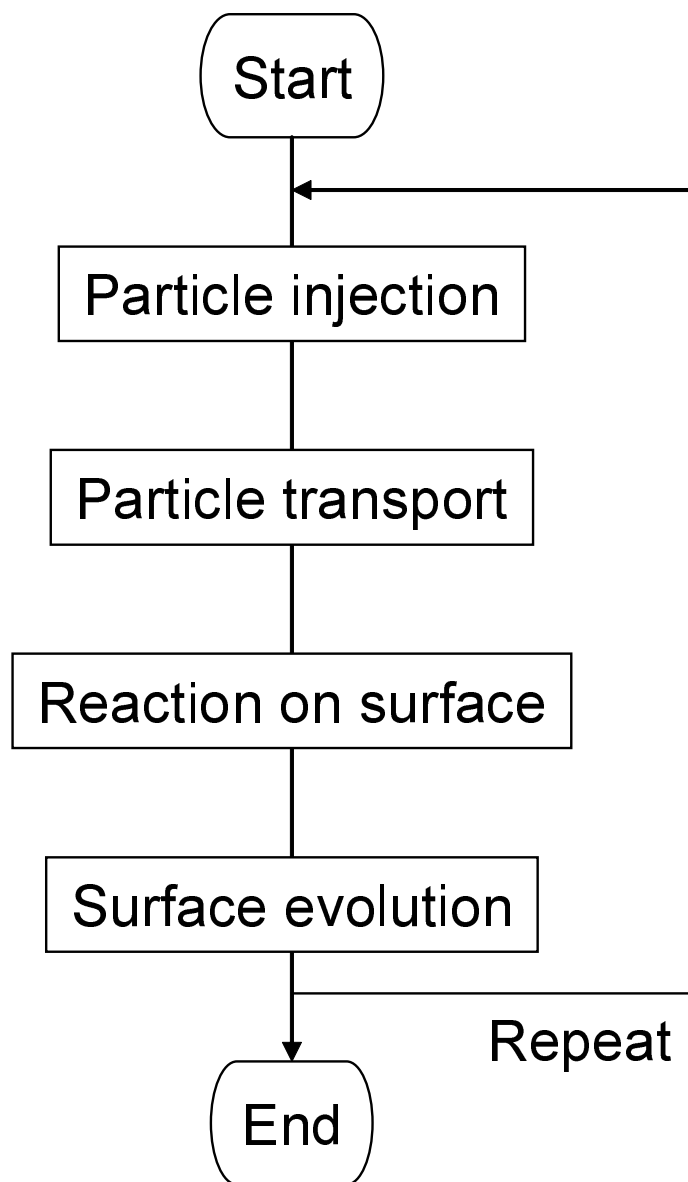 Start
Particle injection
Particle transport
Reaction on surface
Surface evolution
Repeat
End